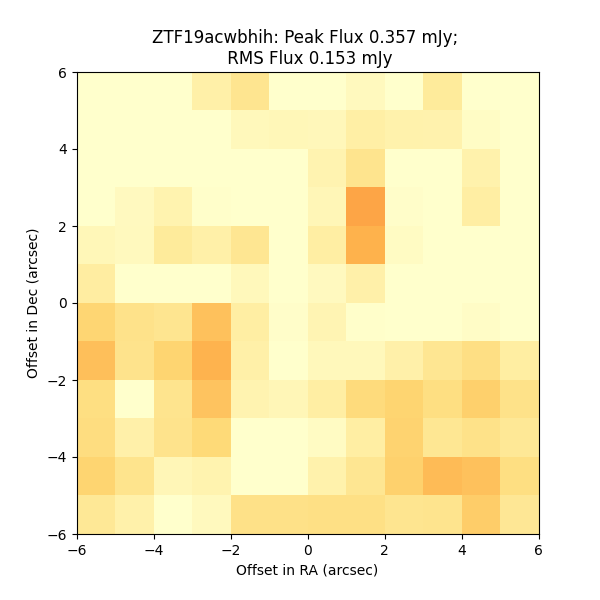 ZTF19acwbhih: Peak Flux 0.357 mJy;
RMS Flux 0.153 mJy
6
4
2
0
−2
−4
−6
Offset in Dec (arcsec)
−6 −4 −2 0 2 4 6
Offset in RA (arcsec)